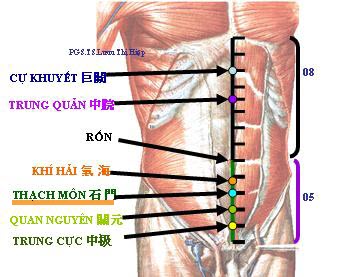 PGS.TS.Lươn Thị Hiệp
CỰ KHUYẾT 巨闕
08
TRUNG QUẢN 中脘
RỐN
KHÍ HẢI 氣 海
THẠCH MÔN 石 門
05
QUAN NGUYÊN 關元
TRUNG CỰC 中极